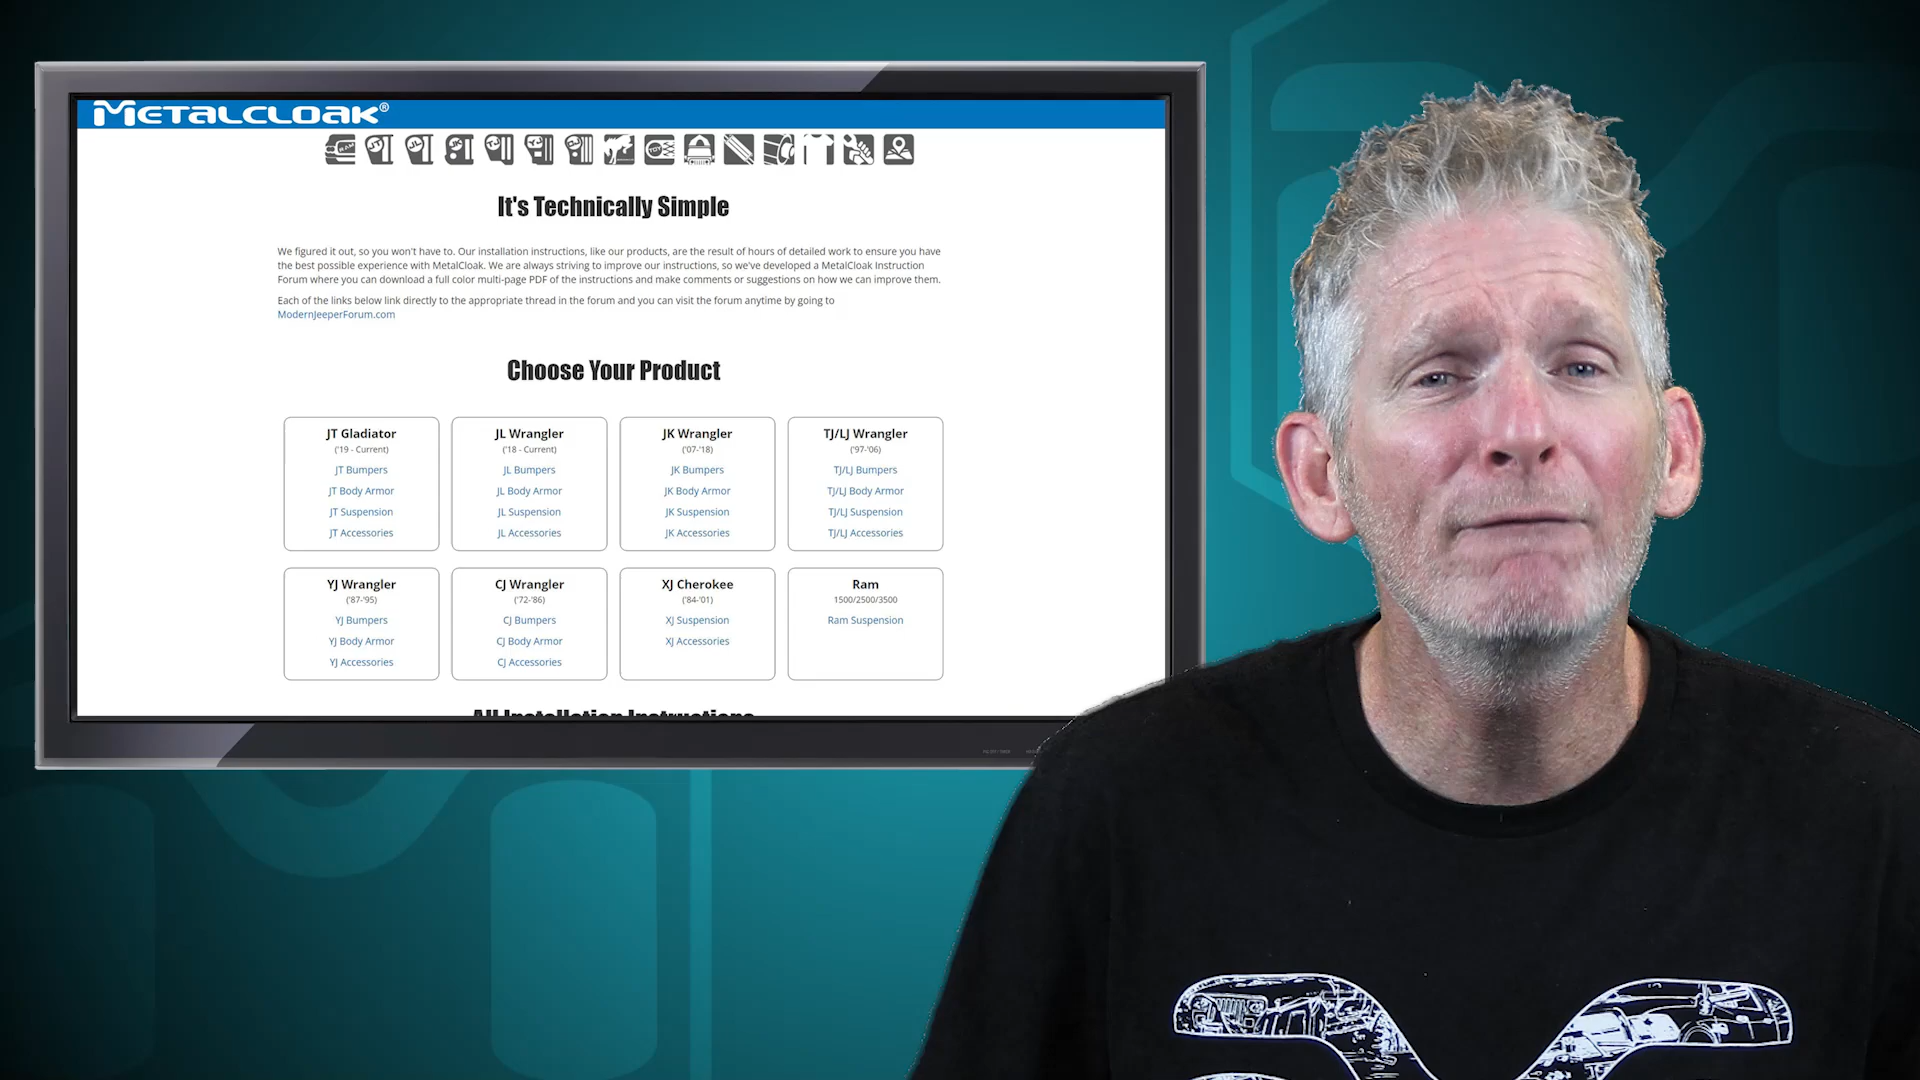 METALCLOAK®
RAM JT JL JK TJ YJ CJ
It's Technically Simple
We figured it out, so you won't have to. Our installation instructions, like our products, are the result of hours of detailed work to ensure you have
the best possible experience with MetalCloak. We are always striving to improve our instructions, so we've developed a MetalCloak Instruction
Forum where you can download a full color multi-page PDF of the instructions and make comments or suggestions on how we can improve them.
Each of the links below link directly to the appropriate thread in the forum and you can visit the forum anytime by going to
ModernJeeperForum.com
Choose Your Product
JT Gladiator
('19 - Current)
JT Bumpers
JT Body Armor
JT Suspension
JT Accessories
JL Wrangler
('18 - Current)
JL Bumpers
JL Body Armor
JL Suspension
JL Accessories
JK Wrangler
('07-'18)
JK Bumpers
JK Body Armor
JK Suspension
JK Accessories
TJ/LJ Wrangler
('97-'06)
TJ/LJ Bumpers
TJ/LJ Body Armor
TJ/LJ Suspension
TJ/LJ Accessories
YJ Wrangler
('87-'95)
YJ Bumpers
YJ Body Armor
YJ Accessories
CJ Wrangler
('72-'86)
CJ Bumpers
CJ Body Armor
CJ Accessories
XJ Cherokee
('84-'01)
XJ Suspension
XJ Accessories
Ram
1500/2500/3500
Ram Suspension
All Installation Instructions